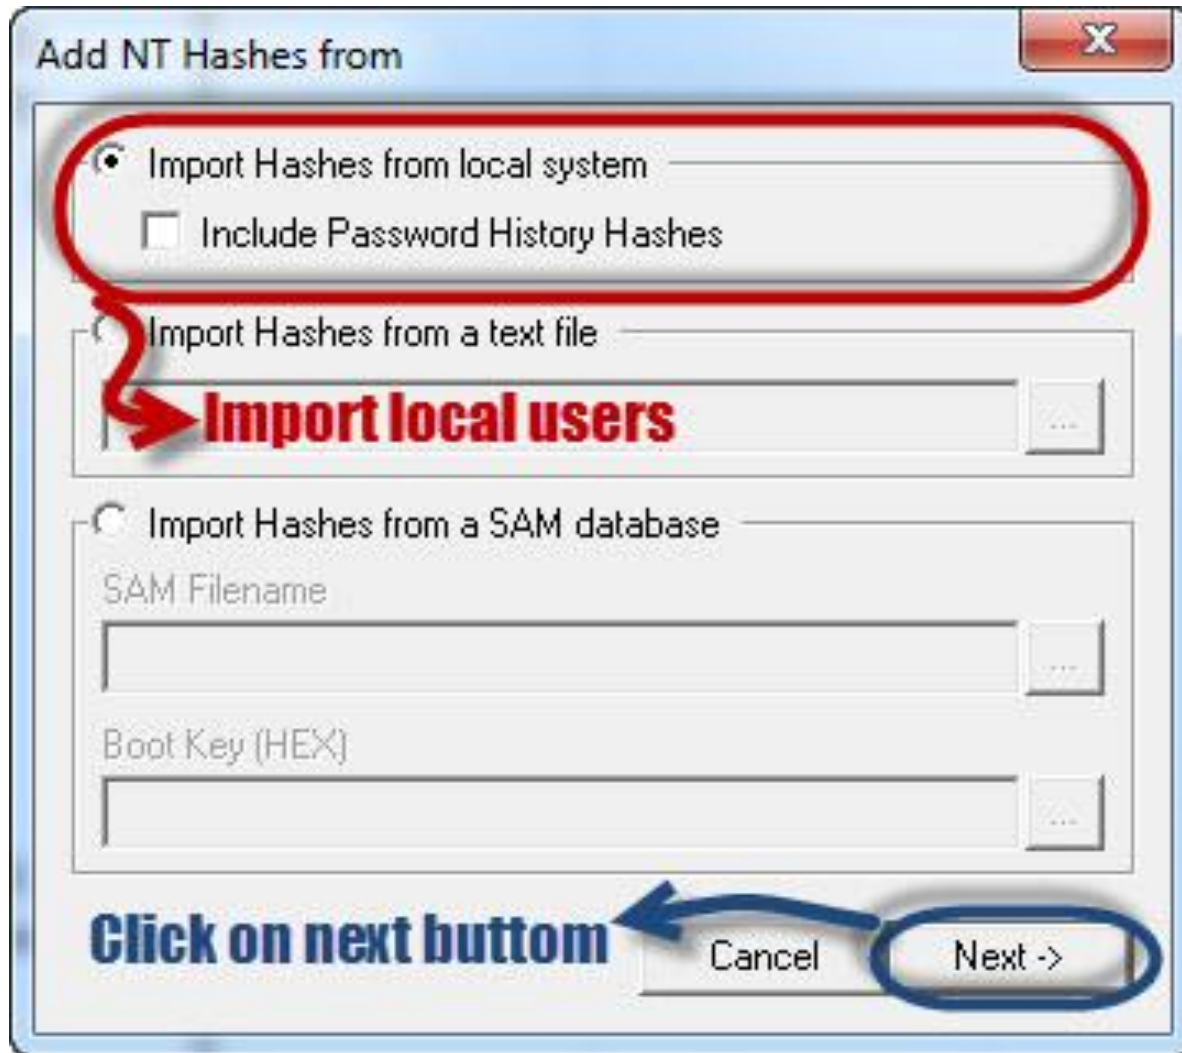 Add NT Hashes from
X
Import Hashes from local system
Include Password History Hashes
Import Hashes from a text file
Import local users
...
Import Hashes from a SAM database
SAM Filename
...
Boot Key (HEX)
...
Click on next buttom
Cancel
Next ->